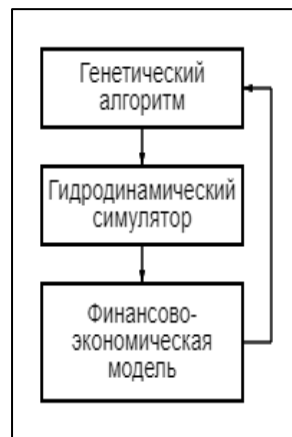 Генетический
алгоритм
Гидродинамический
симулятор
Финансово-
экономическая
модель